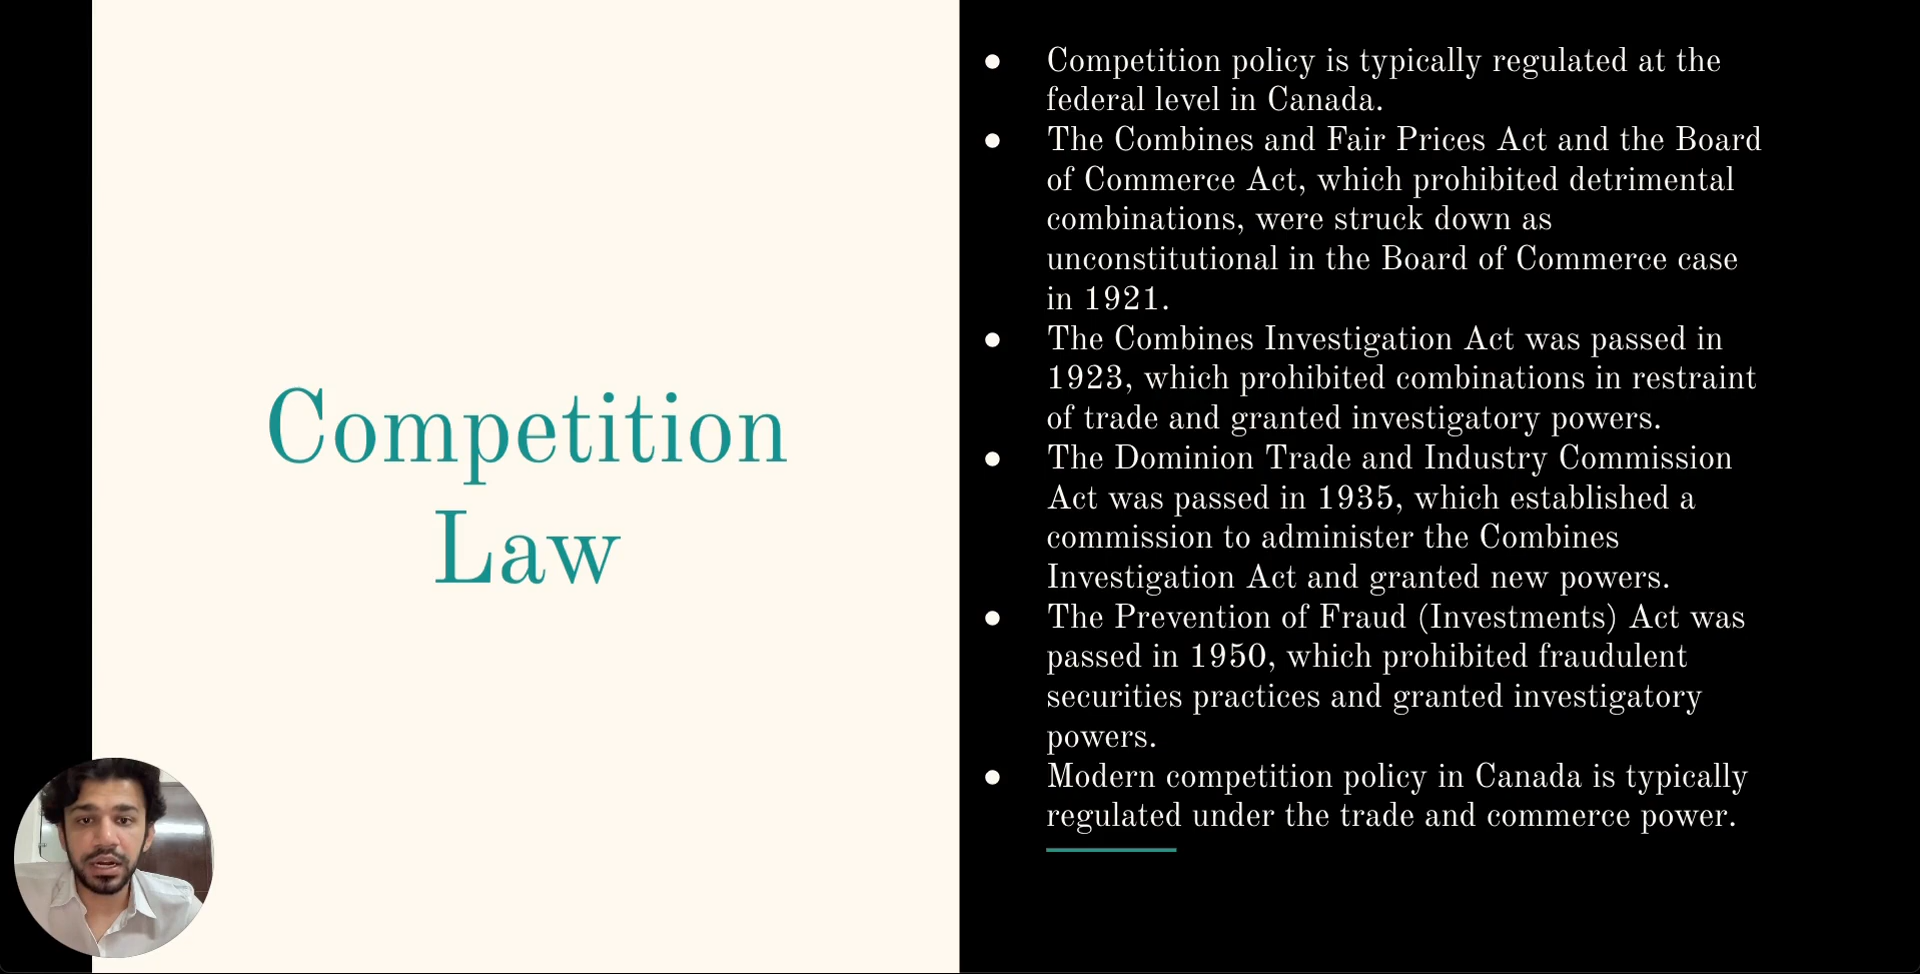 Competition
Law
● Competition policy is typically regulated at the
federal level in Canada.
● The Combines and Fair Prices Act and the Board
of Commerce Act, which prohibited detrimental
combinations, were struck down as
unconstitutional in the Board of Commerce case
in 1921.
● The Combines Investigation Act was passed in
1923, which prohibited combinations in restraint
of trade and granted investigatory powers.
● The Dominion Trade and Industry Commission
Act was passed in 1935, which established a
commission to administer the Combines
Investigation Act and granted new powers.
● The Prevention of Fraud (Investments) Act was
passed in 1950, which prohibited fraudulent
securities practices and granted investigatory
powers.
● Modern competition policy in Canada is typically
regulated under the trade and commerce power.